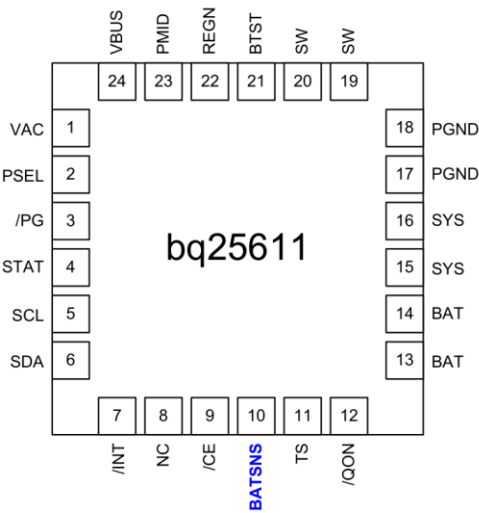 VBUS PMID REGN BTST SW SW
24 23 22 21 20 19
VAC 1 18 PGND
PSEL 2 17 PGND
/PG 3 16 SYS
bq25611
STAT 4 15 SYS
SCL 5 14 BAT
SDA 6 13 BAT
7 8 9 10 11 12
/INT NC /CE BATSNS TS /QON